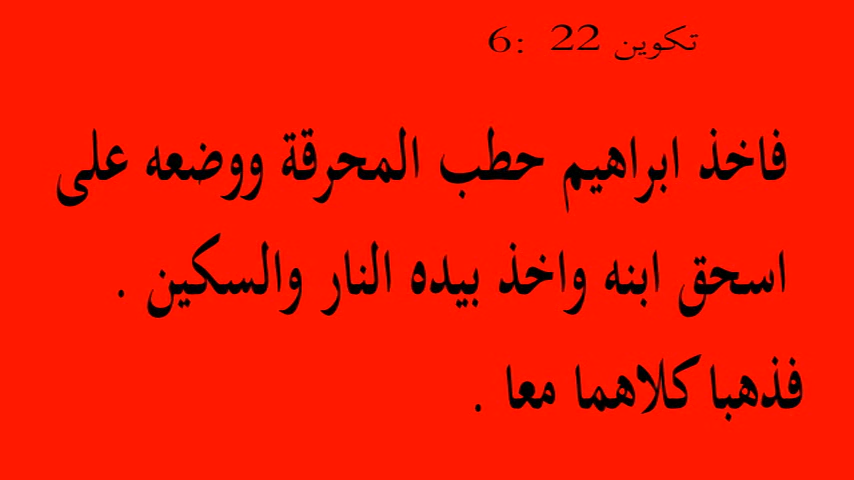 تكوين 22 :6
فاخذ ابراهيم حطب المحرقة ووضعه على
اسحق ابنه واخذ بيده النار والسكين .
فذهبا كلاهما معا .